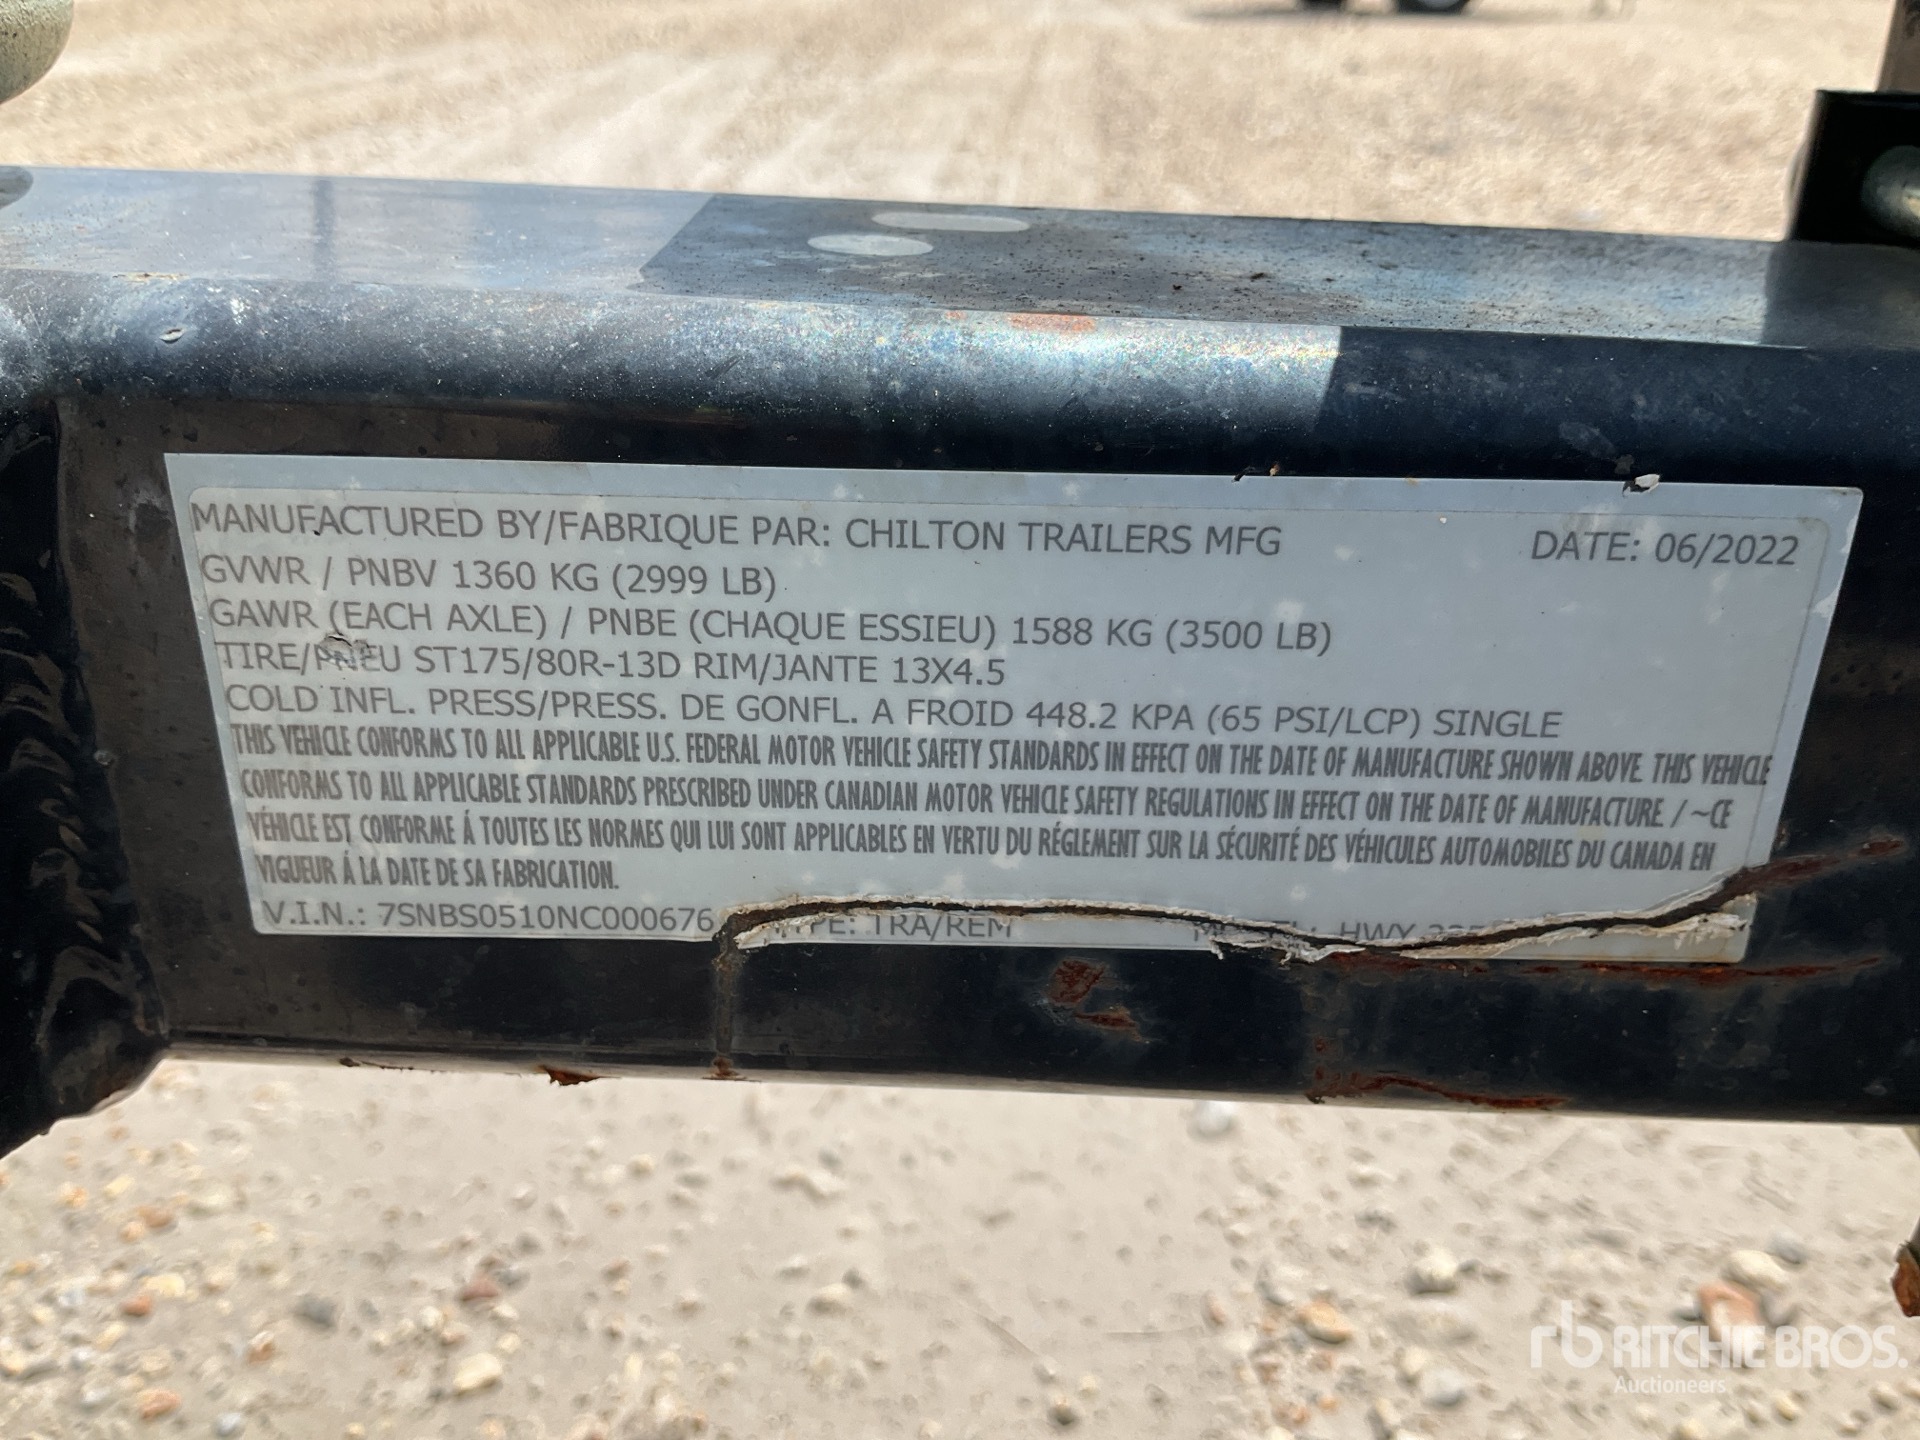 MANUFACTURED BY/FABRIQUE PAR: CHILTON TRAILERS MFG DATE: 06/2022
GVWR / PNBV 1360 KG (2999 LB)
GAWR (EACH AXLE) / PNBE (CHAQUE ESSIEU) 1588 KG (3500 LB)
TIRE/PNEU ST175/80R-13D RIM/JANTE 13X4.5
COLD INFL. PRESS/PRESS. DE GONFL. A FROID 448.2 KPA (65 PSI/LCP) SINGLE
THIS VEHICLE CONFORMS TO ALL APPLICABLE U.S. FEDERAL MOTOR VEHICLE SAFETY STANDARDS IN EFFECT ON THE DATE OF MANUFACTURE SHOWN ABOVE. THIS VEHICLE
CONFORMS TO ALL APPLICABLE STANDARDS PRESCRIBED UNDER CANADIAN MOTOR VEHICLE SAFETY REGULATIONS IN EFFECT ON THE DATE OF MANUFACTURE. / ~CE
VÉHICLE EST CONFORME Á TOUTES LES NORMES QUI LUI SONT APPLICABLES EN VERTU DU RÉGLEMENT SUR LA SÉCURITÉ DES VÉHICULES AUTOMOBILES DU CANADA EN
VIGUEUR Á LA DATE DE SA FABRICATION.
V.I.N.: 7SNBS0510NC000676 TYPE: TRA/REM MODEL: HWY
rb RITCHIE BROS.
Auctioneers